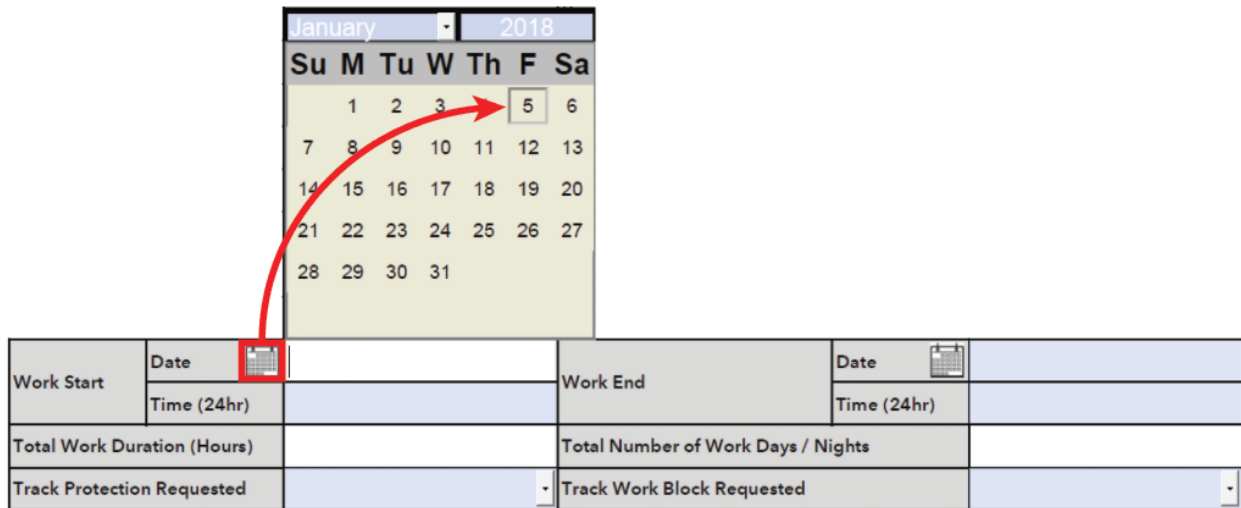 January 2018
Su M Tu W Th F Sa
1 2 3 5 6
7 8 9 10 11 12 13
14 15 16 17 18 19 20
21 22 23 24 25 26 27
28 29 30 31
Work Start Date Work End Date
Time (24hr) Time (24hr)
Total Work Duration (Hours) Total Number of Work Days / Nights
Track Protection Requested Track Work Block Requested